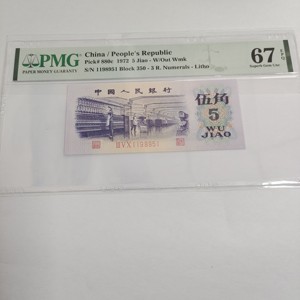 PMG
PAPER MONEY GUARANTY
China / People's Republic
Pick# 880c 1972 5 Jiao - W/Out Wmk
S/N 1198851 Block 350 - 3 R. Numerals - Litho
67 EPQ
Superb Gem Unc
中国人民银行
伍角
5
WU
JIAO